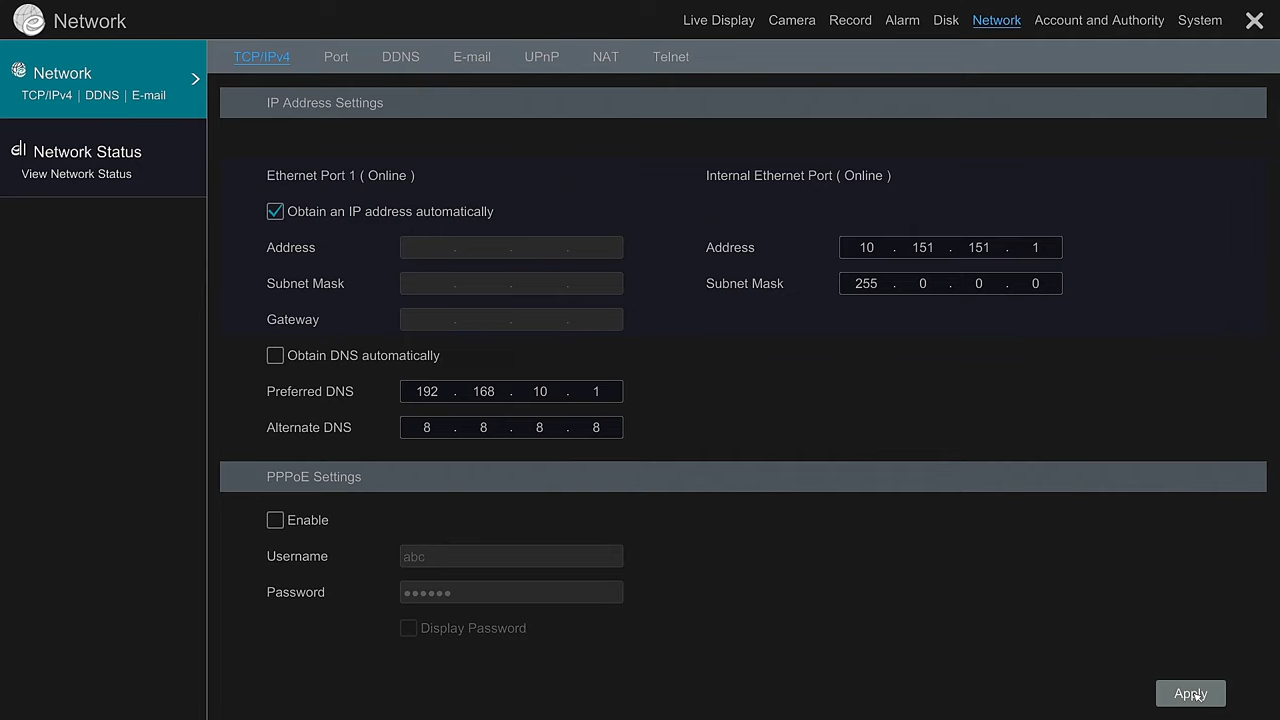 Network
Live Display Camera Record Alarm Disk Network Account and Authority System
Network
TCP/IPv4 | DDNS | E-mail
Network Status
View Network Status
TCP/IPv4 Port DDNS E-mail UPnP NAT Telnet
IP Address Settings
Ethernet Port 1 ( Online ) Internal Ethernet Port ( Online )
Obtain an IP address automatically
Address . . . Address 10 . 151 . 151 . 1
Subnet Mask . . . Subnet Mask 255 . 0 . 0 . 0
Gateway . . .
Obtain DNS automatically
Preferred DNS 192 . 168 . 10 . 1
Alternate DNS 8 . 8 . 8 . 8
PPPoE Settings
Enable
Username abc
Password ••••••
Display Password
Apply